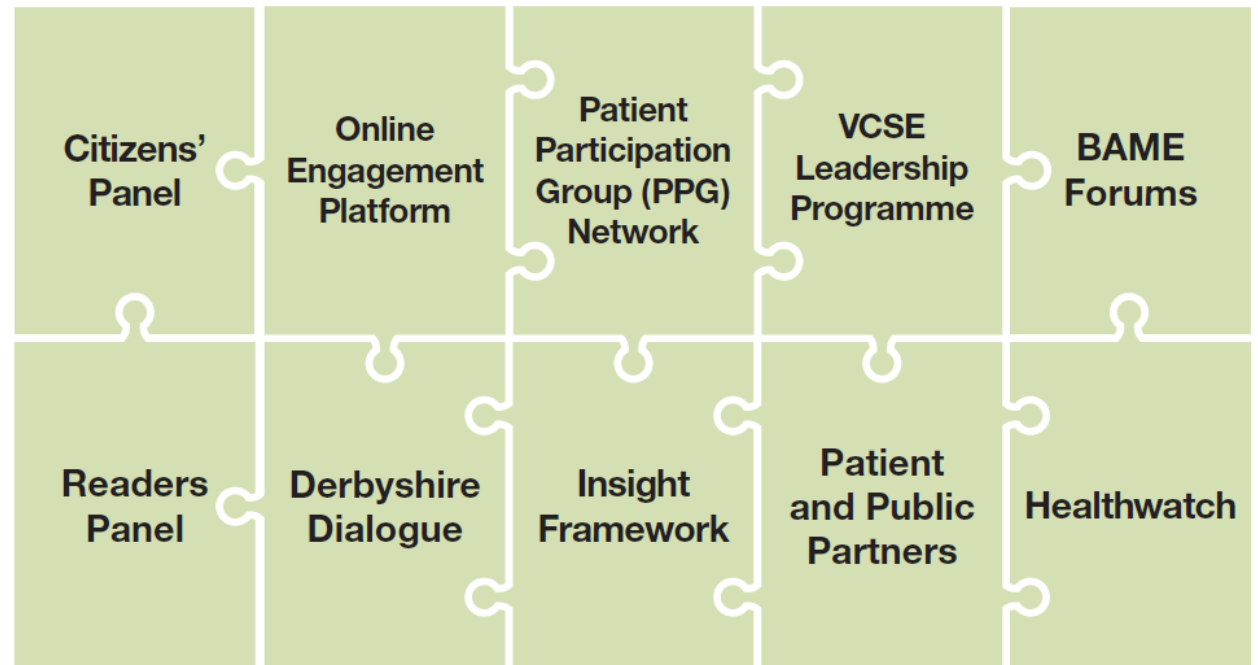 Citizens’
Panel
Online
Engagement
Platform
Patient
Participation
Group (PPG)
Network
VCSE
Leadership
Programme
BAME
Forums
Readers
Panel
Derbyshire
Dialogue
Insight
Framework
Patient
and Public
Partners
Healthwatch